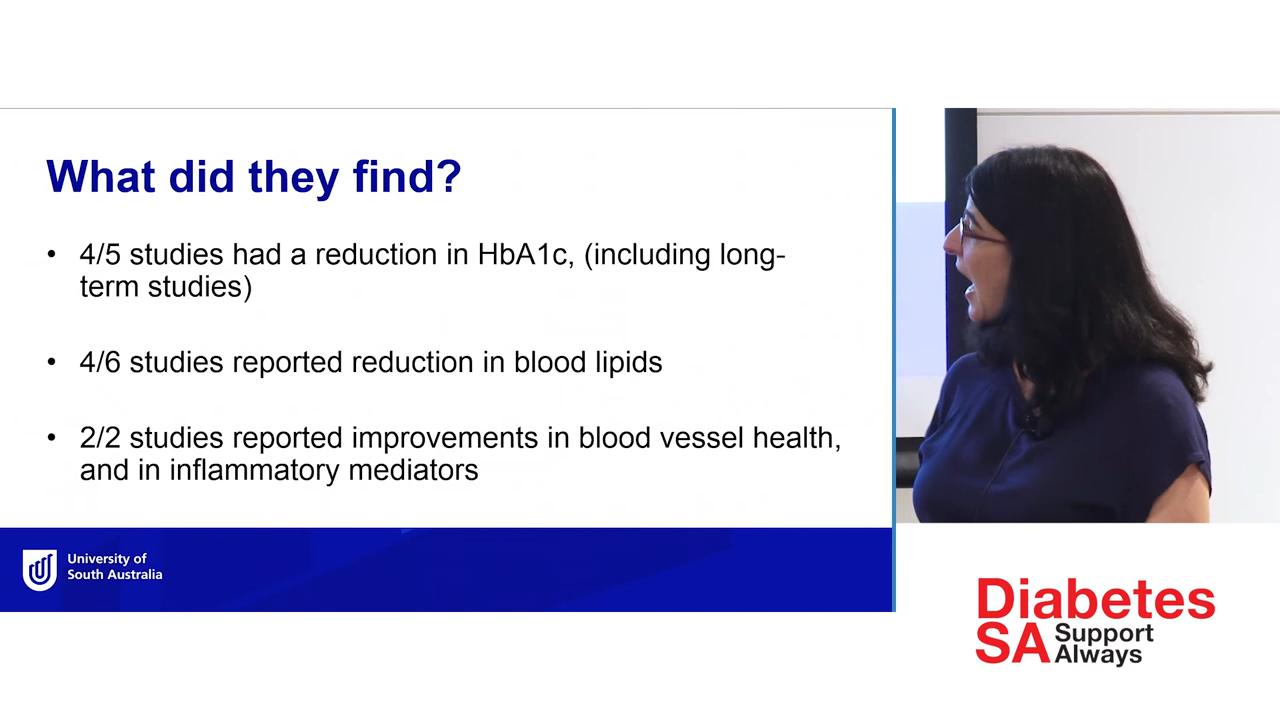 What did they find?
• 4/5 studies had a reduction in HbA1c, (including long-
term studies)
• 4/6 studies reported reduction in blood lipids
• 2/2 studies reported improvements in blood vessel health,
and in inflammatory mediators
University of
South Australia
Diabetes
SA Support
Always